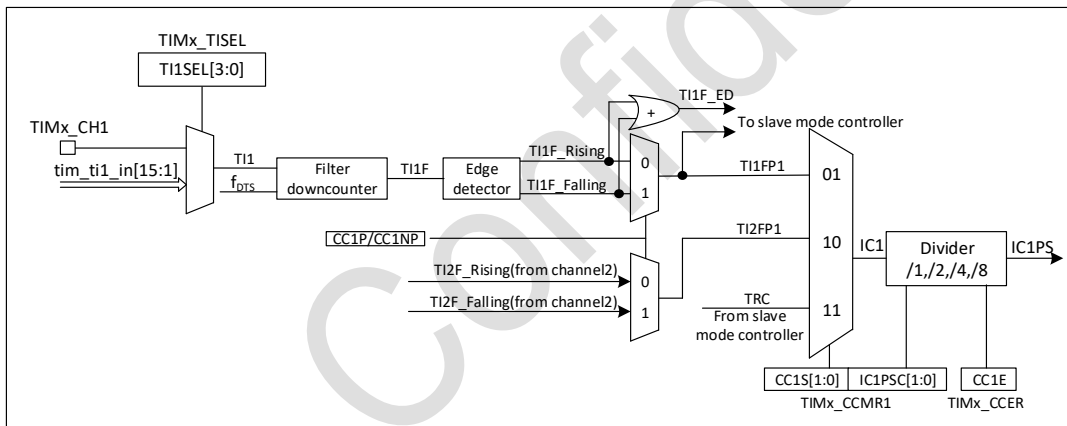 TIMx_TISEL
TI1SEL[3:0]
TIMx_CH1
tim_ti1_in[15:1]
TI1
fDTS
Filter
downcounter
TI1F
Edge
detector
TI1F_Rising
TI1F_Falling
+
TI1F_ED
To slave mode controller
0
1
TI1FP1
CC1P/CC1NP
TI2F_Rising(from channel2)
TI2F_Falling(from channel2)
0
1
TI2FP1
TRC
From slave
mode controller
01
10
11
IC1
Divider
/1,/2,/4,/8
IC1PS
CC1S[1:0]
IC1PSC[1:0]
CC1E
TIMx_CCMR1
TIMx_CCER
Confide